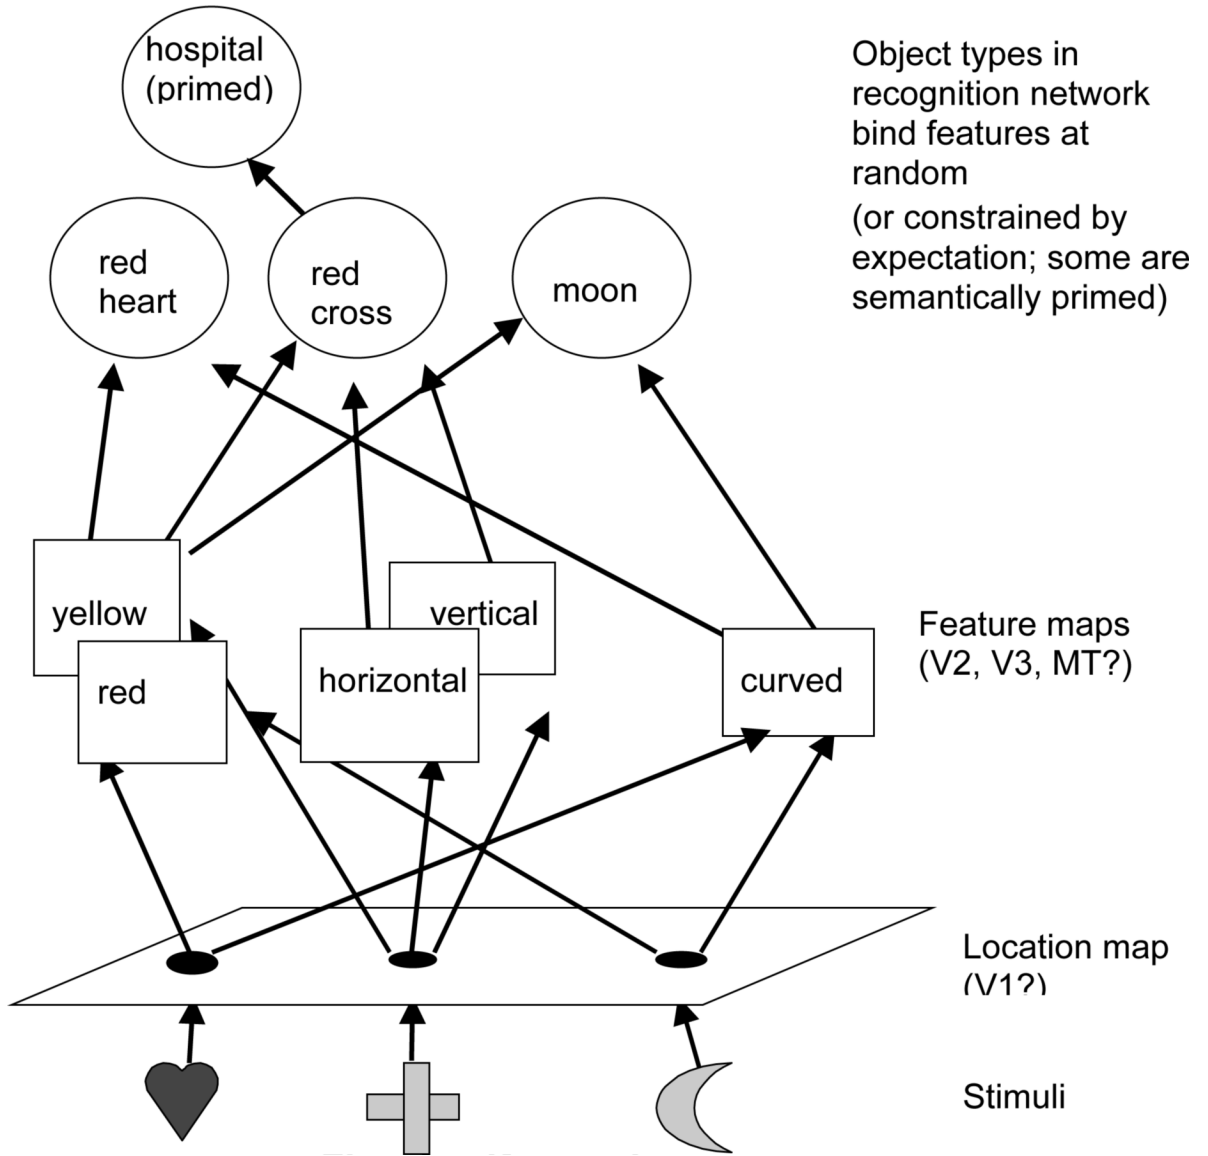 hospital
(primed)
Object types in
recognition network
bind features at
random
(or constrained by
expectation; some are
semantically primed)
red
heart
red
cross
moon
yellow
vertical
red
horizontal
curved
Feature maps
(V2, V3, MT?)
Location map
(V1?)
Stimuli